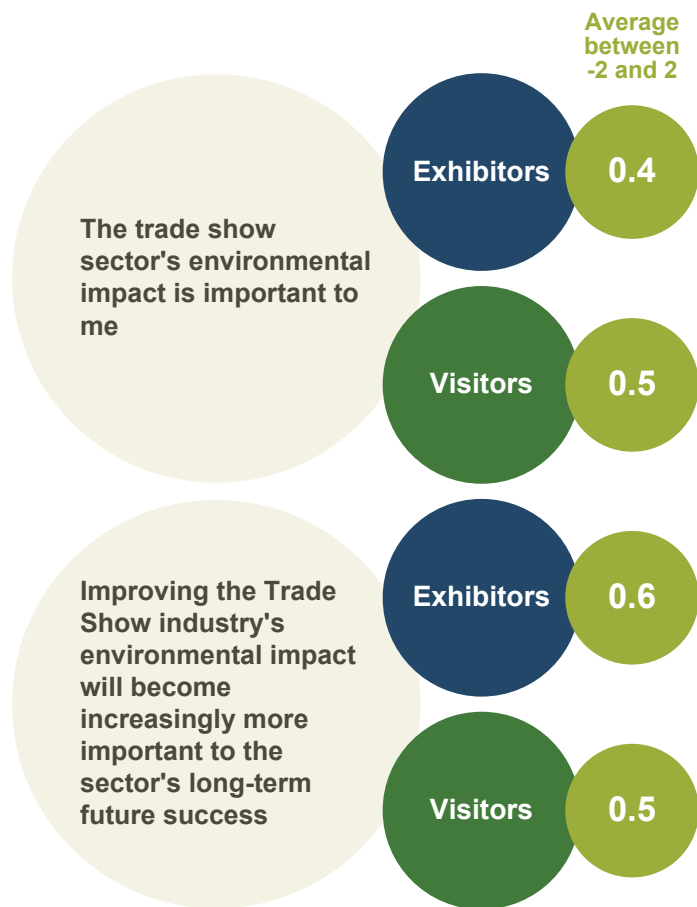 Average
between
-2 and 2
Exhibitors
0.4
The trade show
sector's environmental
impact is important to
me
Visitors
0.5
Exhibitors
0.6
Improving the Trade
Show industry's
environmental impact
will become
increasingly more
important to the
sector's long-term
future success
Visitors
0.5